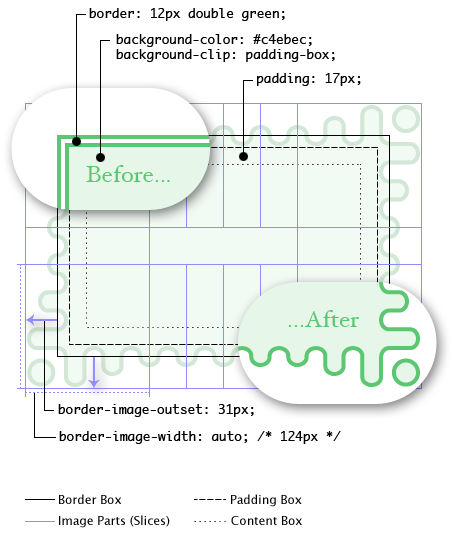 border: 12px double green;
background-color: #c4ebec;
background-clip: padding-box;
padding: 17px;
Before...
...After
border-image-outset: 31px;
border-image-width: auto; /* 124px */
Border Box
Padding Box
Image Parts (Slices)
Content Box